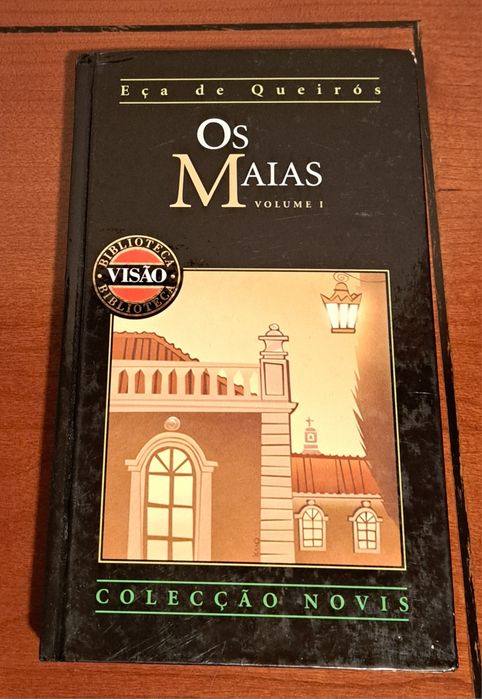 Eça de Queirós
OS
MAIAS
VOLUME I
BIBLIOTECA
VISÃO
BIBLIOTECA
COLECÇÃO NOVIS